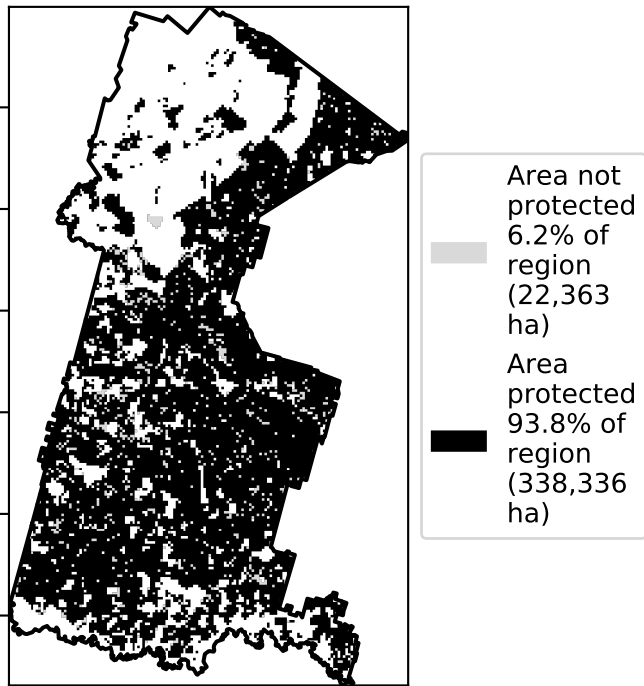 Area not
protected
6.2% of
region
(22,363
ha)
Area
protected
93.8% of
region
(338,336
ha)